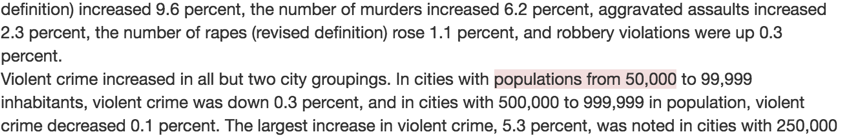 definition) increased 9.6 percent, the number of murders increased 6.2 percent, aggravated assaults increased
2.3 percent, the number of rapes (revised definition) rose 1.1 percent, and robbery violations were up 0.3
percent.
Violent crime increased in all but two city groupings. In cities with populations from 50,000 to 99,999
inhabitants, violent crime was down 0.3 percent, and in cities with 500,000 to 999,999 in population, violent
crime decreased 0.1 percent. The largest increase in violent crime, 5.3 percent, was noted in cities with 250,000